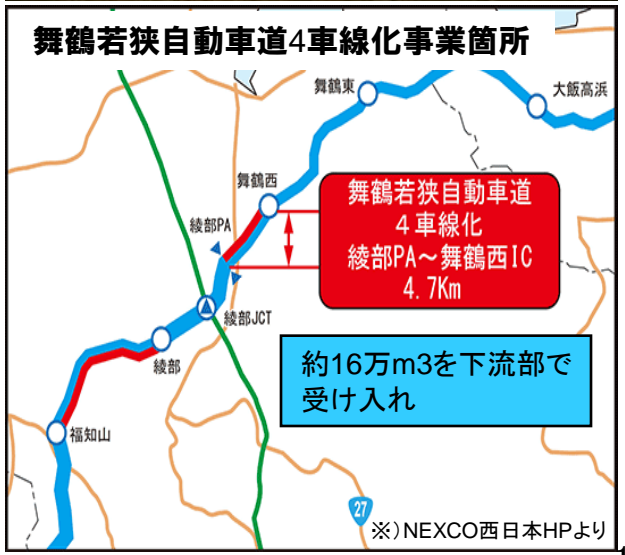 舞鶴若狭自動車道4車線化事業箇所
舞鶴東
大飯高浜
舞鶴西
舞鶴若狭自動車道
4車線化
綾部PA～舞鶴西IC
4.7Km
綾部PA
綾部JCT
綾部
約16万m3を下流部で
受け入れ
福知山
27
※）NEXCO西日本HPより